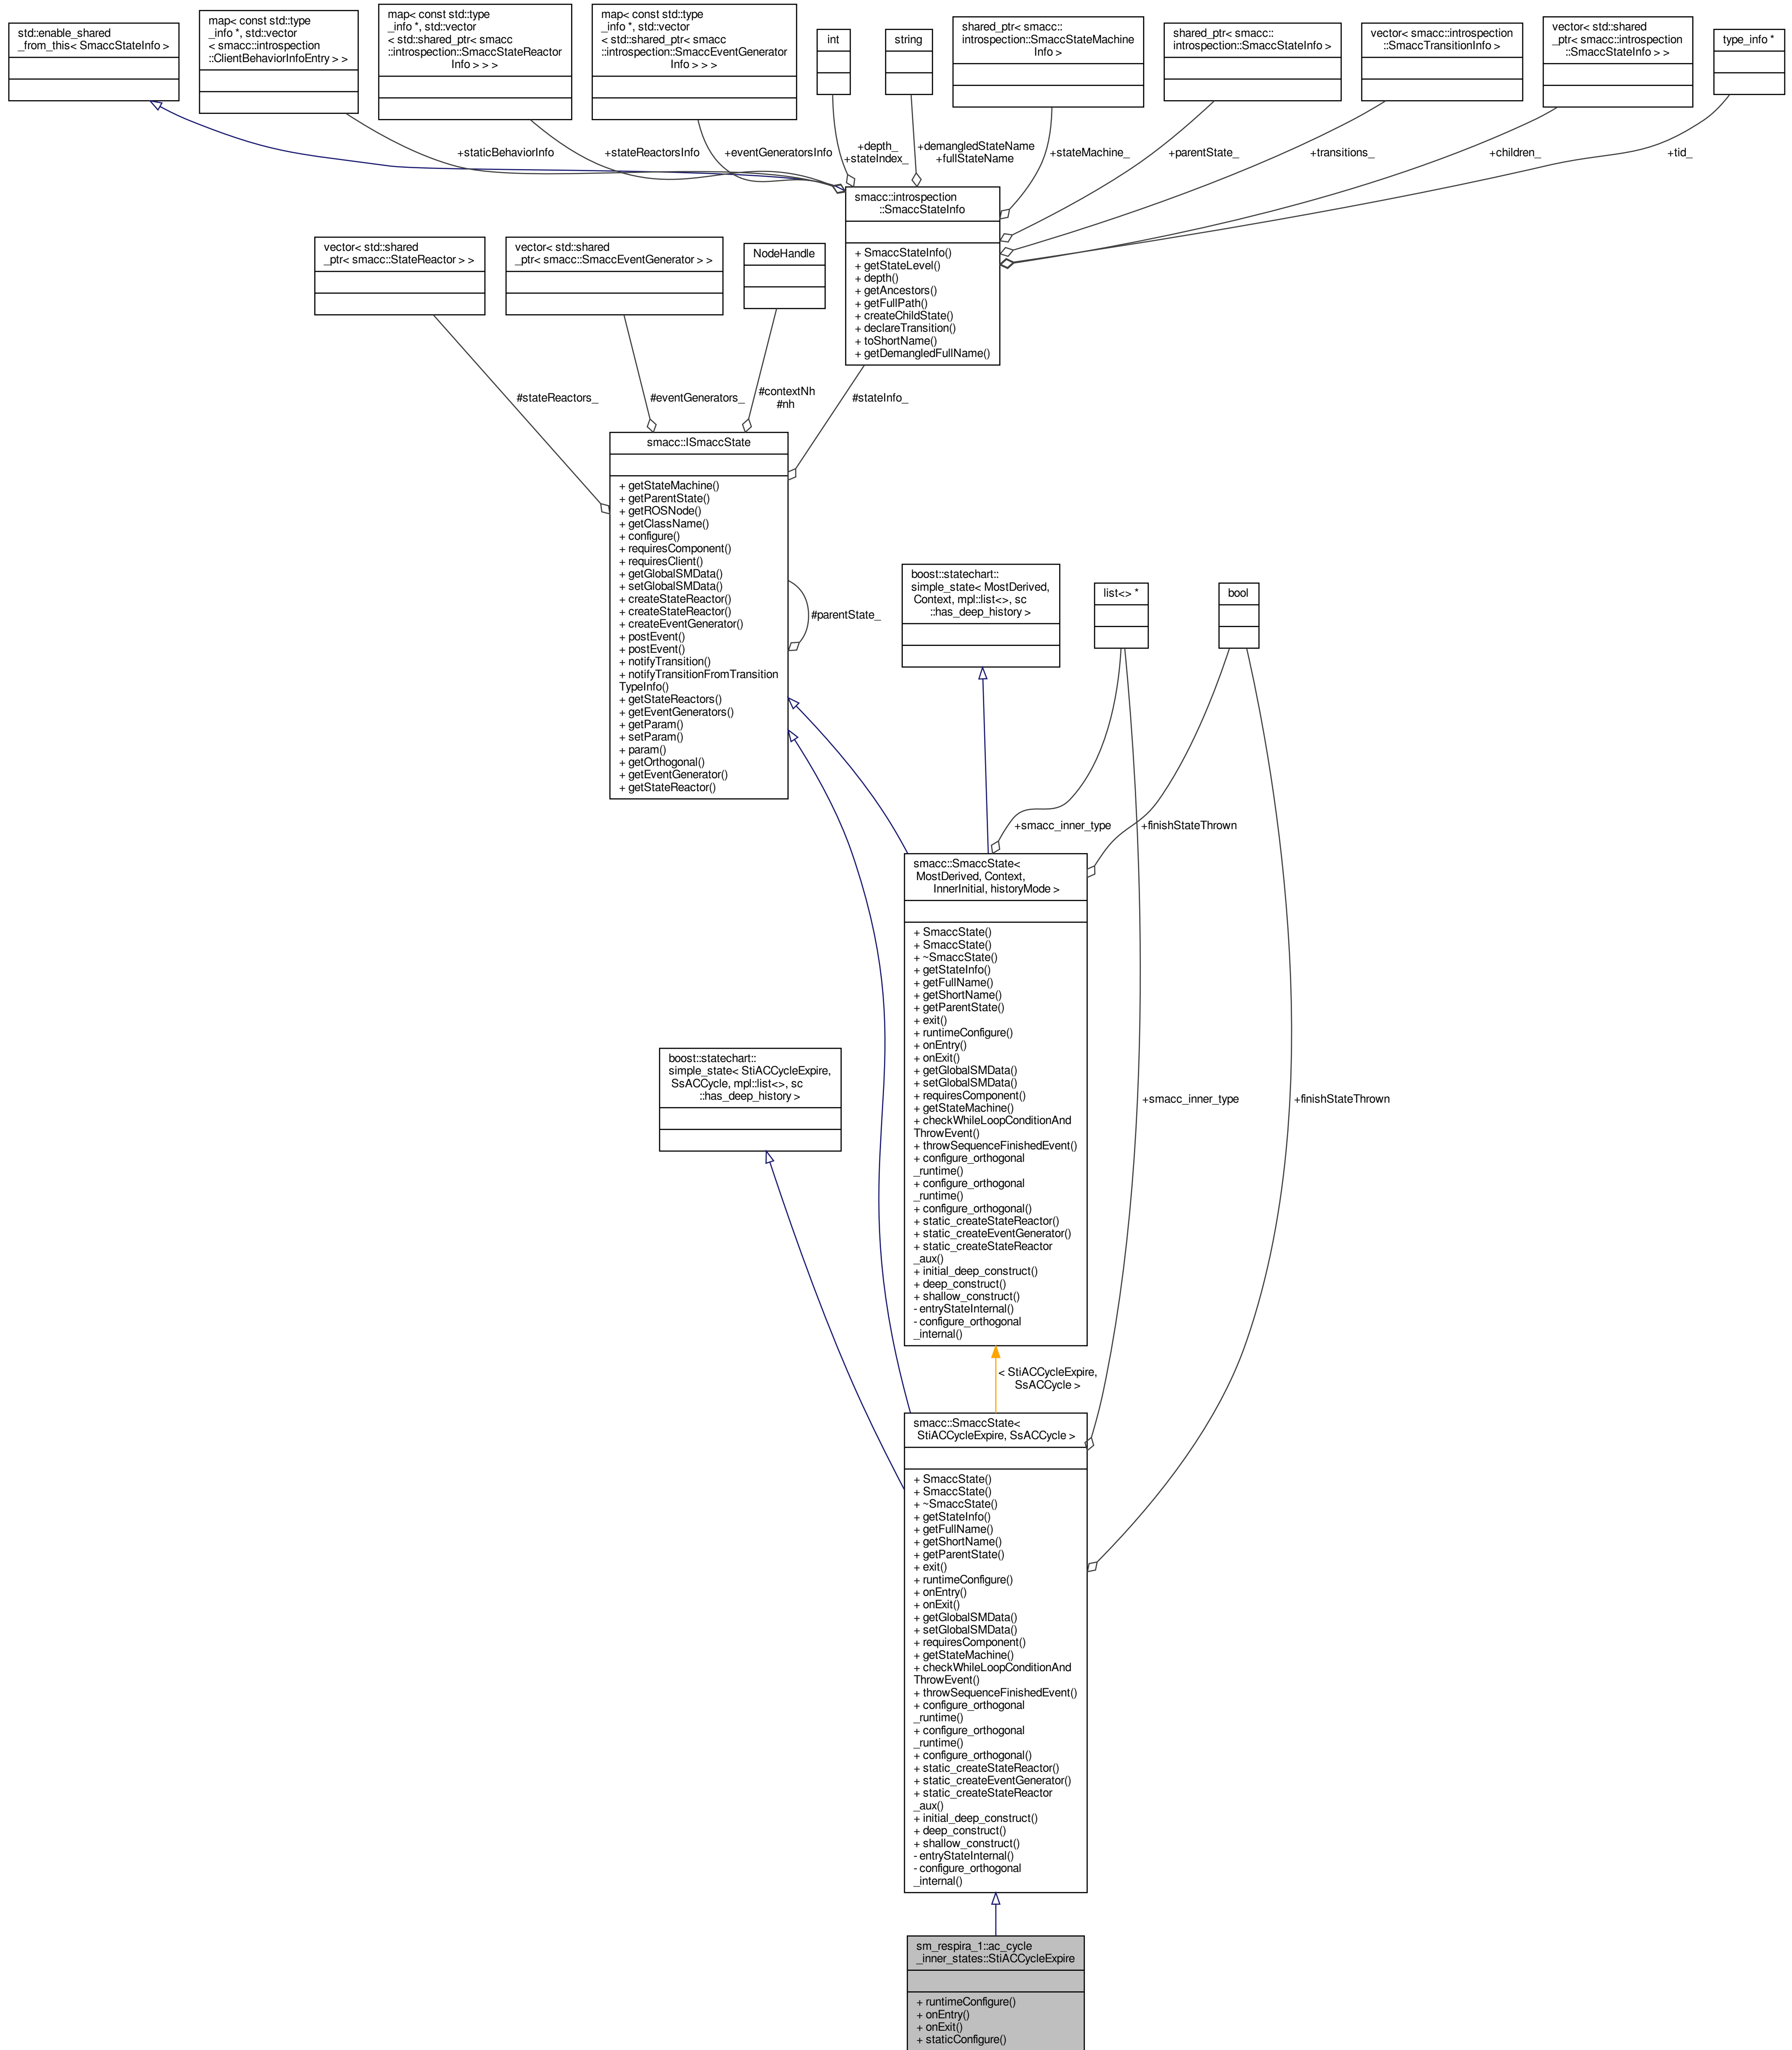 std::enable_shared
_from_this< SmaccStateInfo >
map< const std::type
_info *, std::vector
< smacc::introspection
::ClientBehaviorInfoEntry > >
map< const std::type
_info *, std::vector
< std::shared_ptr< smacc
::introspection::SmaccStateReactor
Info > > >
map< const std::type
_info *, std::vector
< std::shared_ptr< smacc
::introspection::SmaccEventGenerator
Info > > >
int
string
shared_ptr< smacc::
introspection::SmaccStateMachine
Info >
shared_ptr< smacc::
introspection::SmaccStateInfo >
vector< smacc::introspection
::SmaccTransitionInfo >
vector< std::shared
_ptr< smacc::introspection
::SmaccStateInfo > >
type_info *
+staticBehaviorInfo
+stateReactorsInfo
+eventGeneratorsInfo
+depth_
+stateIndex_
+demangledStateName
+fullStateName
+stateMachine_
+parentState_
+transitions_
+children_
+tid_
smacc::introspection
::SmaccStateInfo
+ SmaccStateInfo()
+ getStateLevel()
+ depth()
+ getAncestors()
+ getFullPath()
+ createChildState()
+ declareTransition()
+ toShortName()
+ getDemangledFullName()
vector< std::shared
_ptr< smacc::StateReactor > >
vector< std::shared
_ptr< smacc::SmaccEventGenerator > >
NodeHandle
#stateReactors_
#eventGenerators_
#contextNh
#nh
#stateInfo_
smacc::ISmaccState
+ getStateMachine()
+ getParentState()
+ getROSNode()
+ getClassName()
+ configure()
+ requiresComponent()
+ requiresClient()
+ getGlobalSMData()
+ setGlobalSMData()
+ createStateReactor()
+ createStateReactor()
+ createEventGenerator()
+ postEvent()
+ postEvent()
+ notifyTransition()
+ notifyTransitionFromTransition
TypeInfo()
+ getStateReactors()
+ getEventGenerators()
+ getParam()
+ setParam()
+ param()
+ getOrthogonal()
+ getEventGenerator()
+ getStateReactor()
#parentState_
boost::statechart::
simple_state< MostDerived,
Context, mpl::list<>, sc
::has_deep_history >
list<> *
bool
+smacc_inner_type
+finishStateThrown
smacc::SmaccState<
MostDerived, Context,
InnerInitial, historyMode >
+ SmaccState()
+ SmaccState()
+ ~SmaccState()
+ getStateInfo()
+ getFullName()
+ getShortName()
+ getParentState()
+ exit()
+ runtimeConfigure()
+ onEntry()
+ onExit()
+ getGlobalSMData()
+ setGlobalSMData()
+ requiresComponent()
+ getStateMachine()
+ checkWhileLoopConditionAnd
ThrowEvent()
+ throwSequenceFinishedEvent()
+ configure_orthogonal
_runtime()
+ configure_orthogonal
_runtime()
+ configure_orthogonal()
+ static_createStateReactor()
+ static_createEventGenerator()
+ static_createStateReactor
_aux()
+ initial_deep_construct()
+ deep_construct()
+ shallow_construct()
- entryStateInternal()
- configure_orthogonal
_internal()
boost::statechart::
simple_state< StiACCycleExpire,
SsACCycle, mpl::list<>, sc
::has_deep_history >
+smacc_inner_type
+finishStateThrown
< StiACCycleExpire,
SsACCycle >
smacc::SmaccState<
StiACCycleExpire, SsACCycle >
+ SmaccState()
+ SmaccState()
+ ~SmaccState()
+ getStateInfo()
+ getFullName()
+ getShortName()
+ getParentState()
+ exit()
+ runtimeConfigure()
+ onEntry()
+ onExit()
+ getGlobalSMData()
+ setGlobalSMData()
+ requiresComponent()
+ getStateMachine()
+ checkWhileLoopConditionAnd
ThrowEvent()
+ throwSequenceFinishedEvent()
+ configure_orthogonal
_runtime()
+ configure_orthogonal
_runtime()
+ configure_orthogonal()
+ static_createStateReactor()
+ static_createEventGenerator()
+ static_createStateReactor
_aux()
+ initial_deep_construct()
+ deep_construct()
+ shallow_construct()
- entryStateInternal()
- configure_orthogonal
_internal()
sm_respira_1::ac_cycle
_inner_states::StiACCycleExpire
+ runtimeConfigure()
+ onEntry()
+ onExit()
+ staticConfigure()